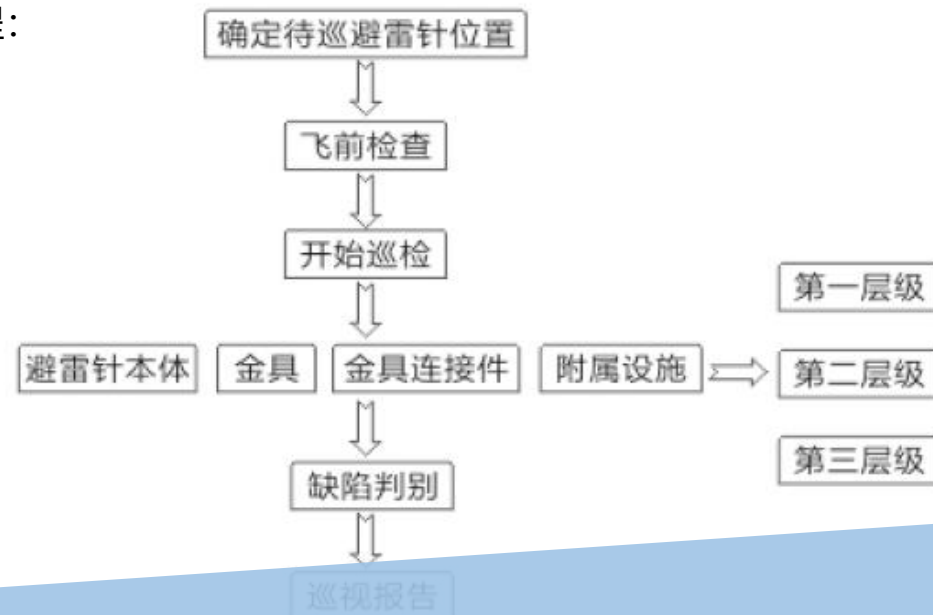 确定待巡避雷针位置
飞前检查
开始巡检
第一层级
避雷针本体 金具 金具连接件 附属设施 第二层级
第三层级
缺陷判别
巡视报告